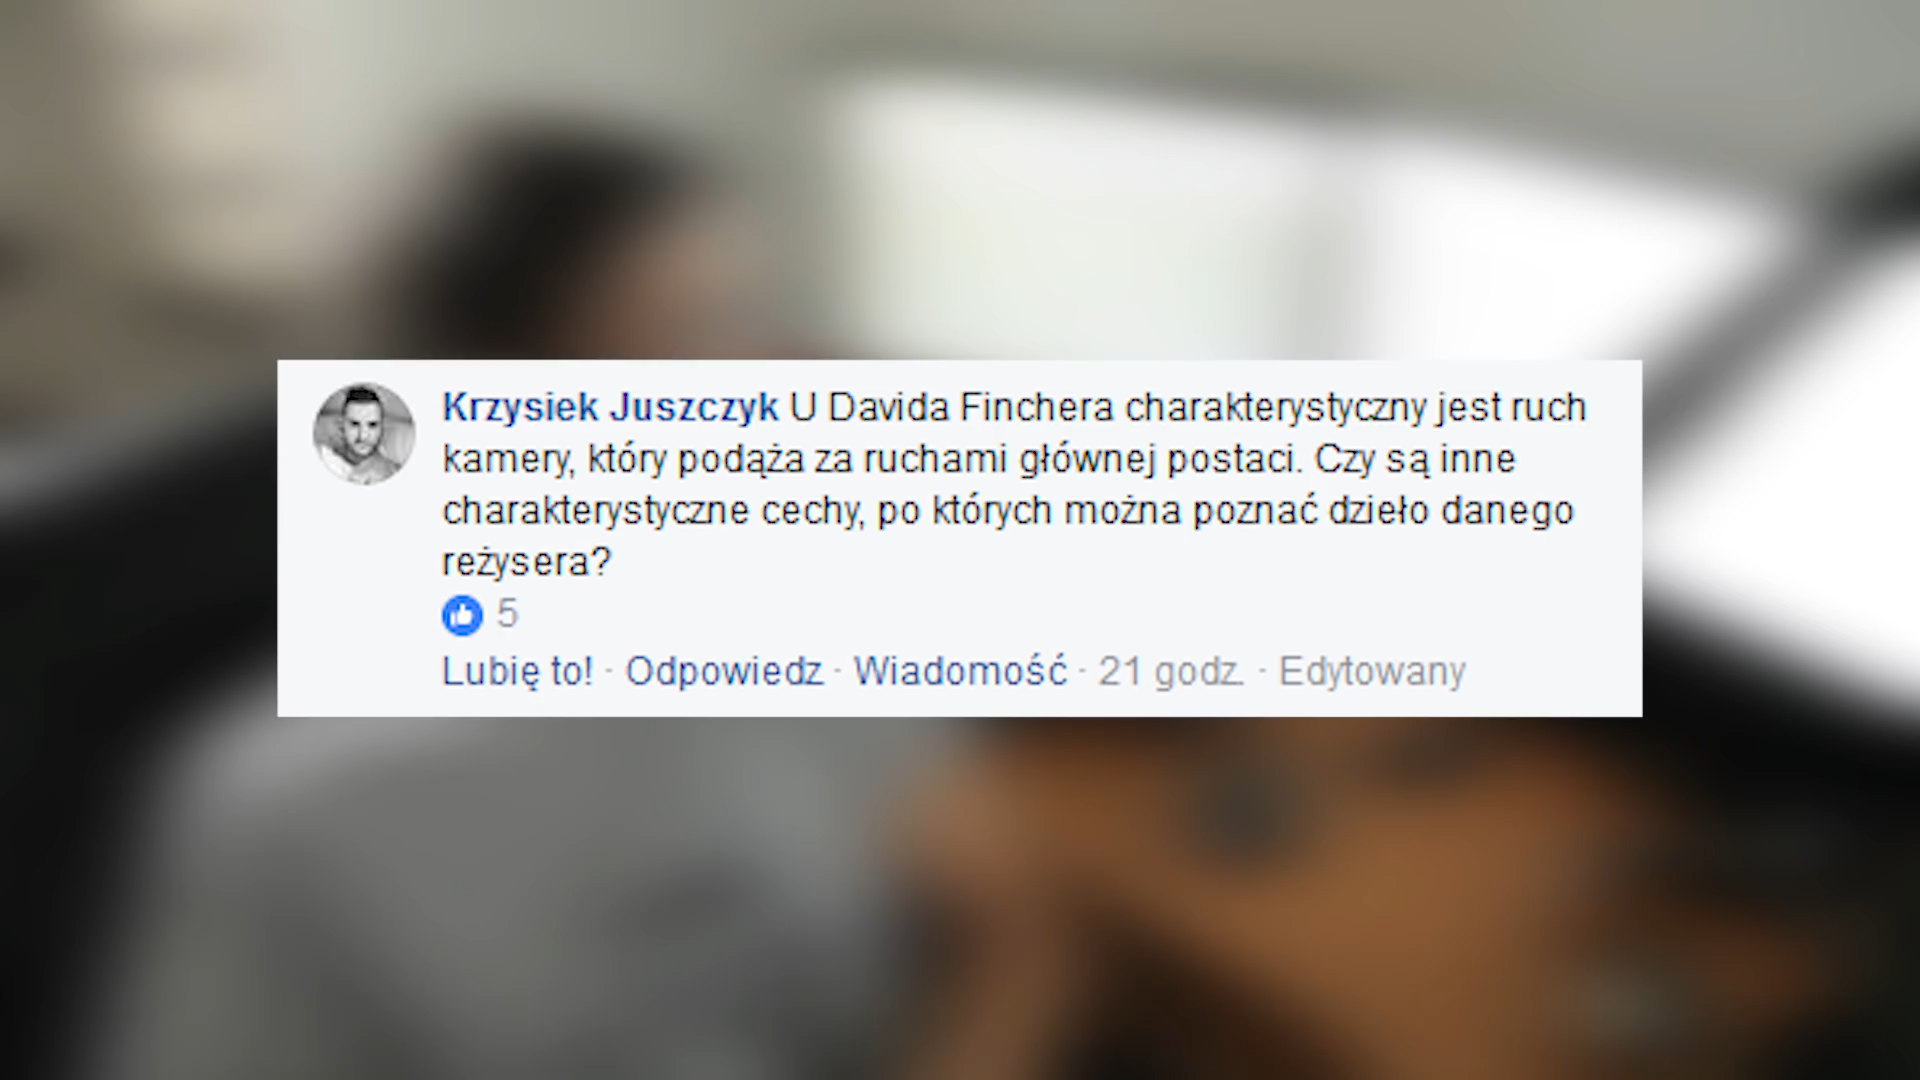 Krzysiek Juszczyk U Davida Finchera charakterystyczny jest ruch
kamery, który podąża za ruchami głównej postaci. Czy są inne
charakterystyczne cechy, po których można poznać dzieło danego
reżysera?
5
Lubię to! · Odpowiedz · Wiadomość · 21 godz. · Edytowany